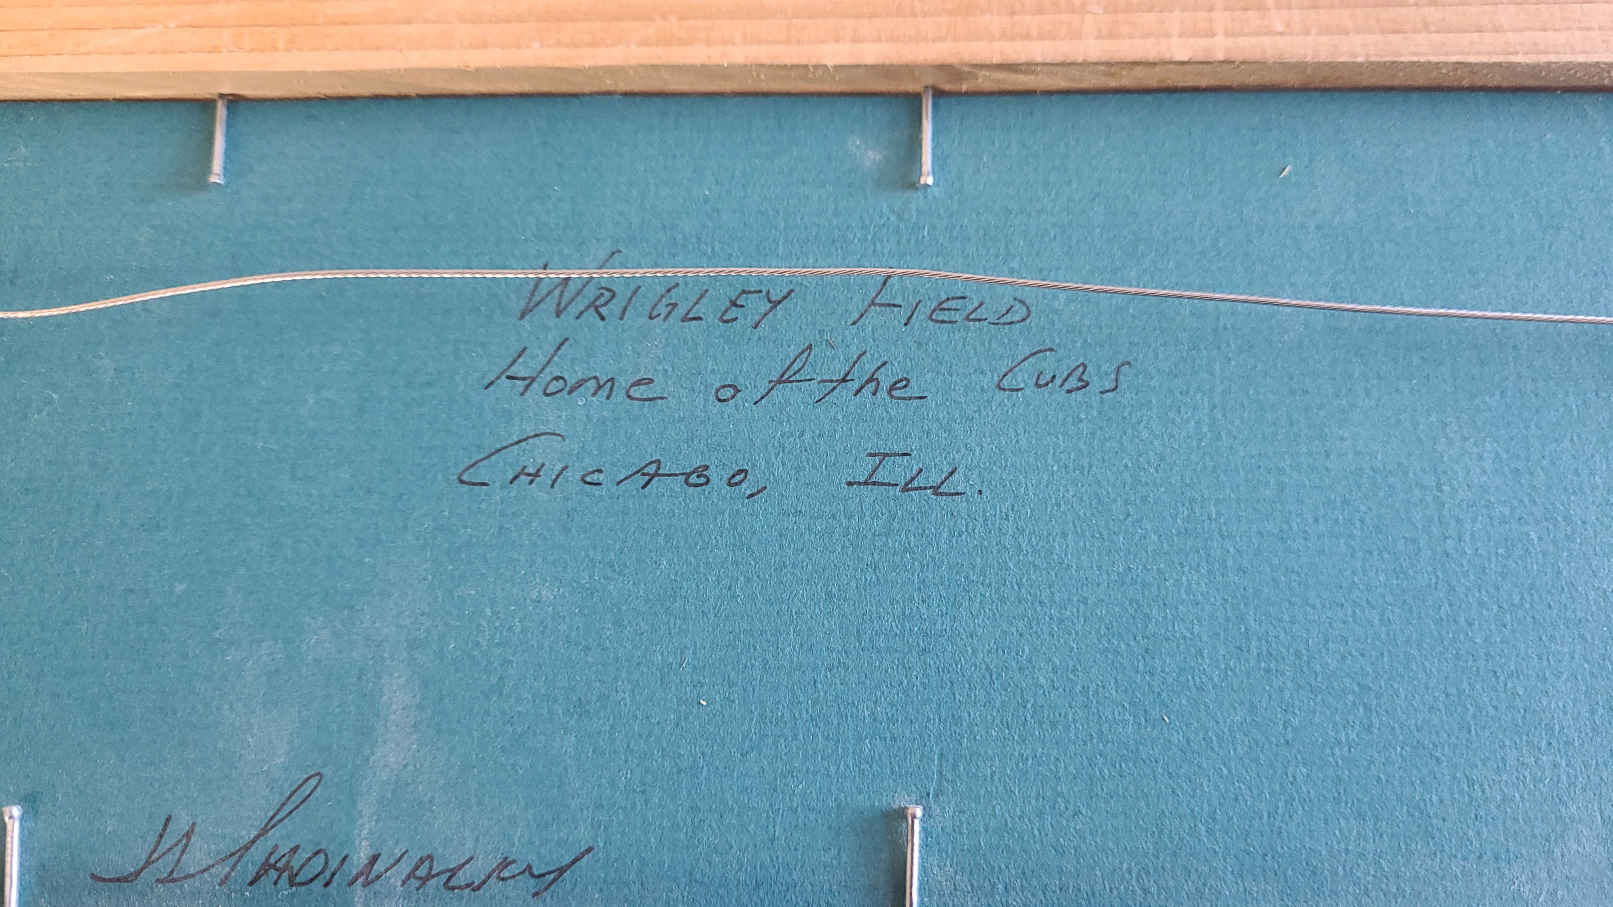 WRIGLEY FIELD
Home of the CUBS
CHICAGO, ILL.